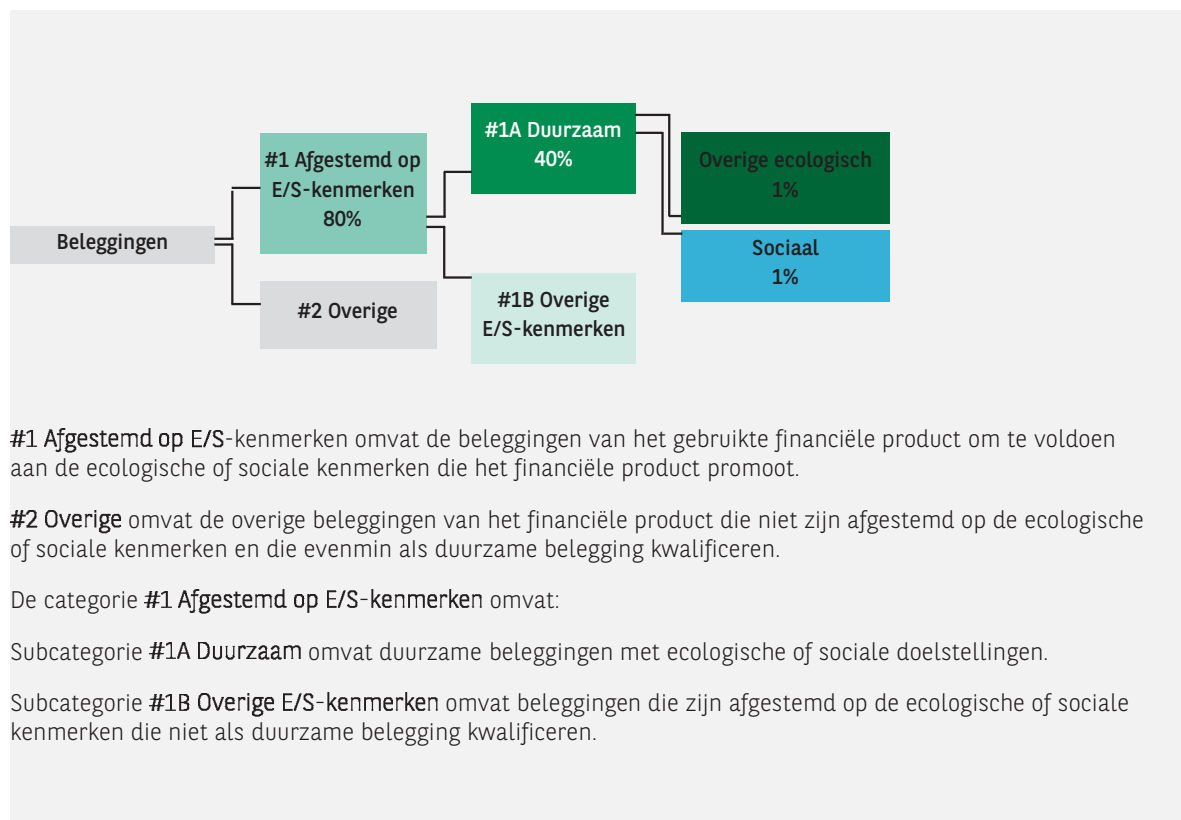 Beleggingen
#1 Afgestemd op
E/S-kenmerken
80%
#2 Overige
#1A Duurzaam
40%
#1B Overige
E/S-kenmerken
Overige ecologisch
1%
Sociaal
1%
#1 Afgestemd op E/S-kenmerken omvat de beleggingen van het gebruikte financiële product om te voldoen
aan de ecologische of sociale kenmerken die het financiële product promoot.
#2 Overige omvat de overige beleggingen van het financiële product die niet zijn afgestemd op de ecologische
of sociale kenmerken en die evenmin als duurzame belegging kwalificeren.
De categorie #1 Afgestemd op E/S-kenmerken omvat:
Subcategorie #1A Duurzaam omvat duurzame beleggingen met ecologische of sociale doelstellingen.
Subcategorie #1B Overige E/S-kenmerken omvat beleggingen die zijn afgestemd op de ecologische of sociale
kenmerken die niet als duurzame belegging kwalificeren.